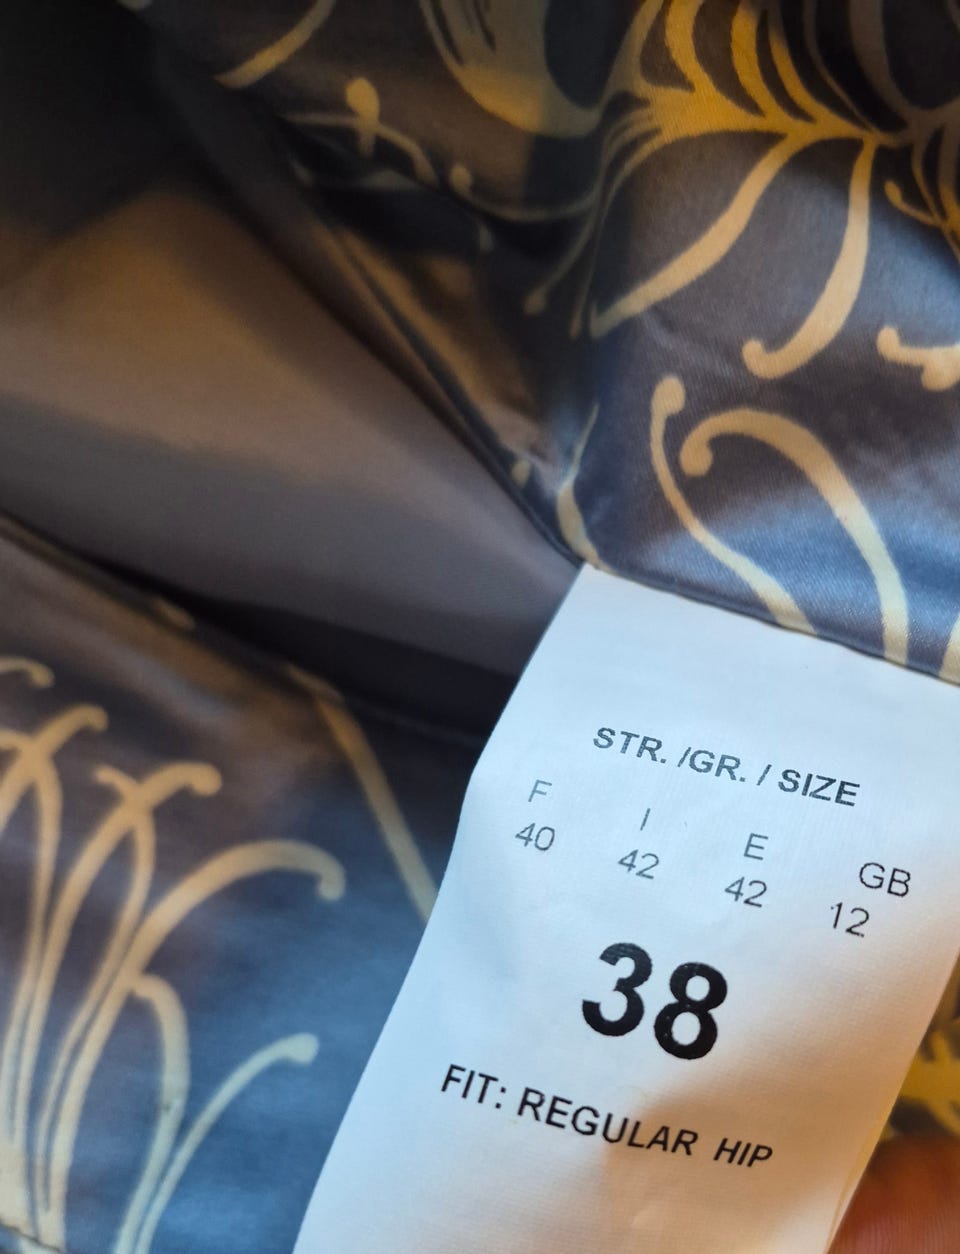 STR. /GR. / SIZE
F I E GB
40 42 42 12
38
FIT: REGULAR HIP